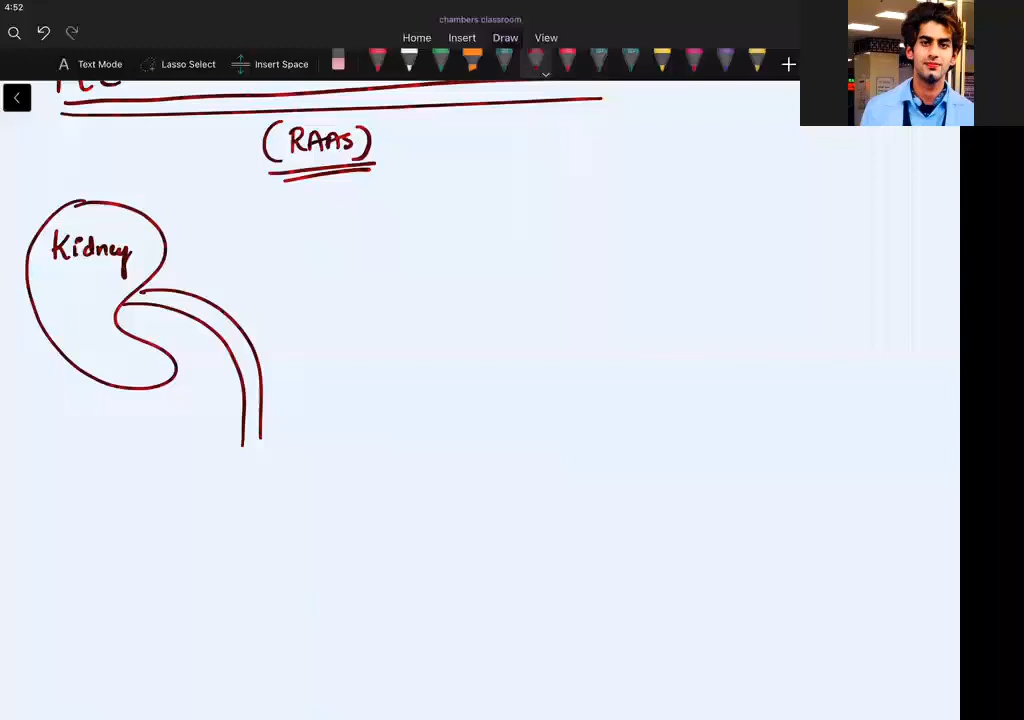 4:52
chambers classroom
Home Insert Draw View
Text Mode Lasso Select Insert Space
(RAAS)
Kidney